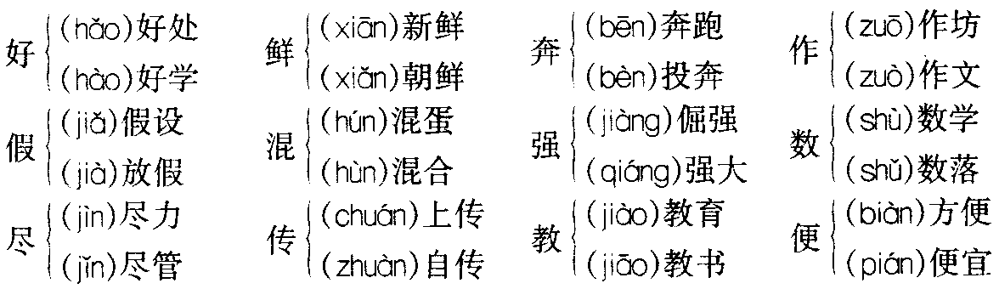 (hǎo)好处 (xiān)新鲜 (bēn)奔跑 (zuō)作坊
好 鲜 奔 作
(hào)好学 (xiǎn)朝鲜 (bèn)投奔 (zuò)作文
(jiǎ)假设 (hún)混蛋 (jiàng)倔强 (shù)数学
假 混 强 数
(jià)放假 (hùn)混合 (qiáng)强大 (shǔ)数落
(jìn)尽力 (chuán)上传 (jiào)教育 (biàn)方便
尽 传 教 便
(jǐn)尽管 (zhuàn)自传 (jiāo)教书 (pián)便宜